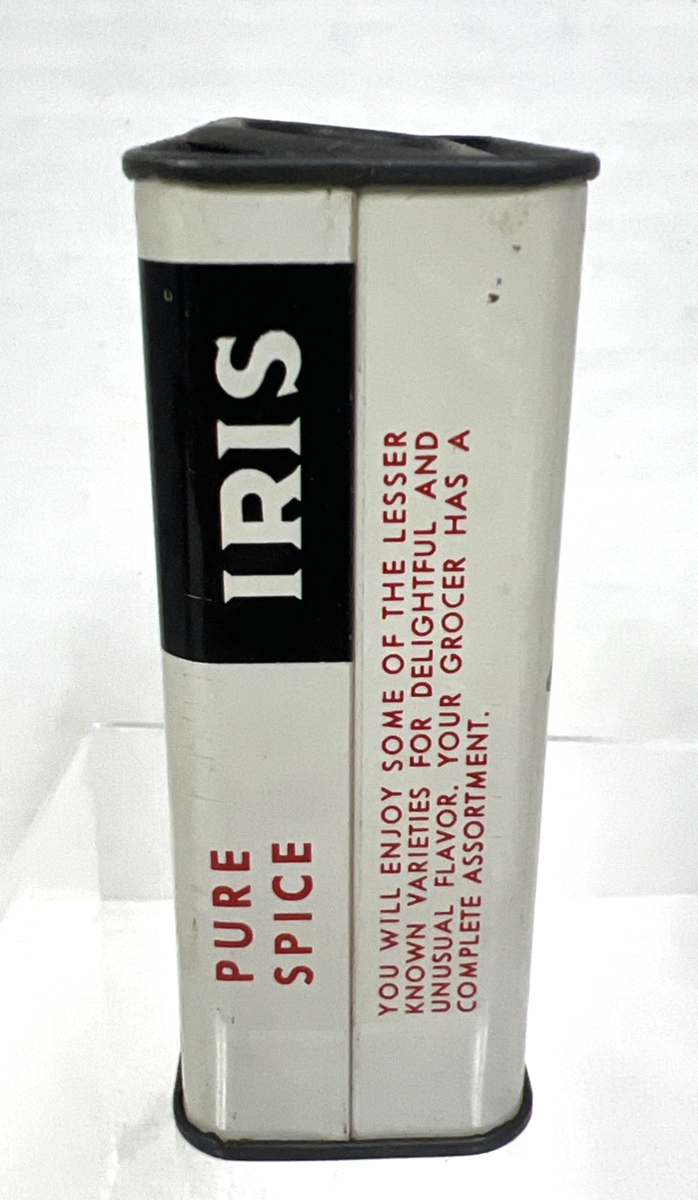 IRIS
PURE
SPICE
YOU WILL ENJOY SOME OF THE LESSER
KNOWN VARIETIES FOR DELIGHTFUL AND
UNUSUAL FLAVOR. YOUR GROCER HAS A
COMPLETE ASSORTMENT.